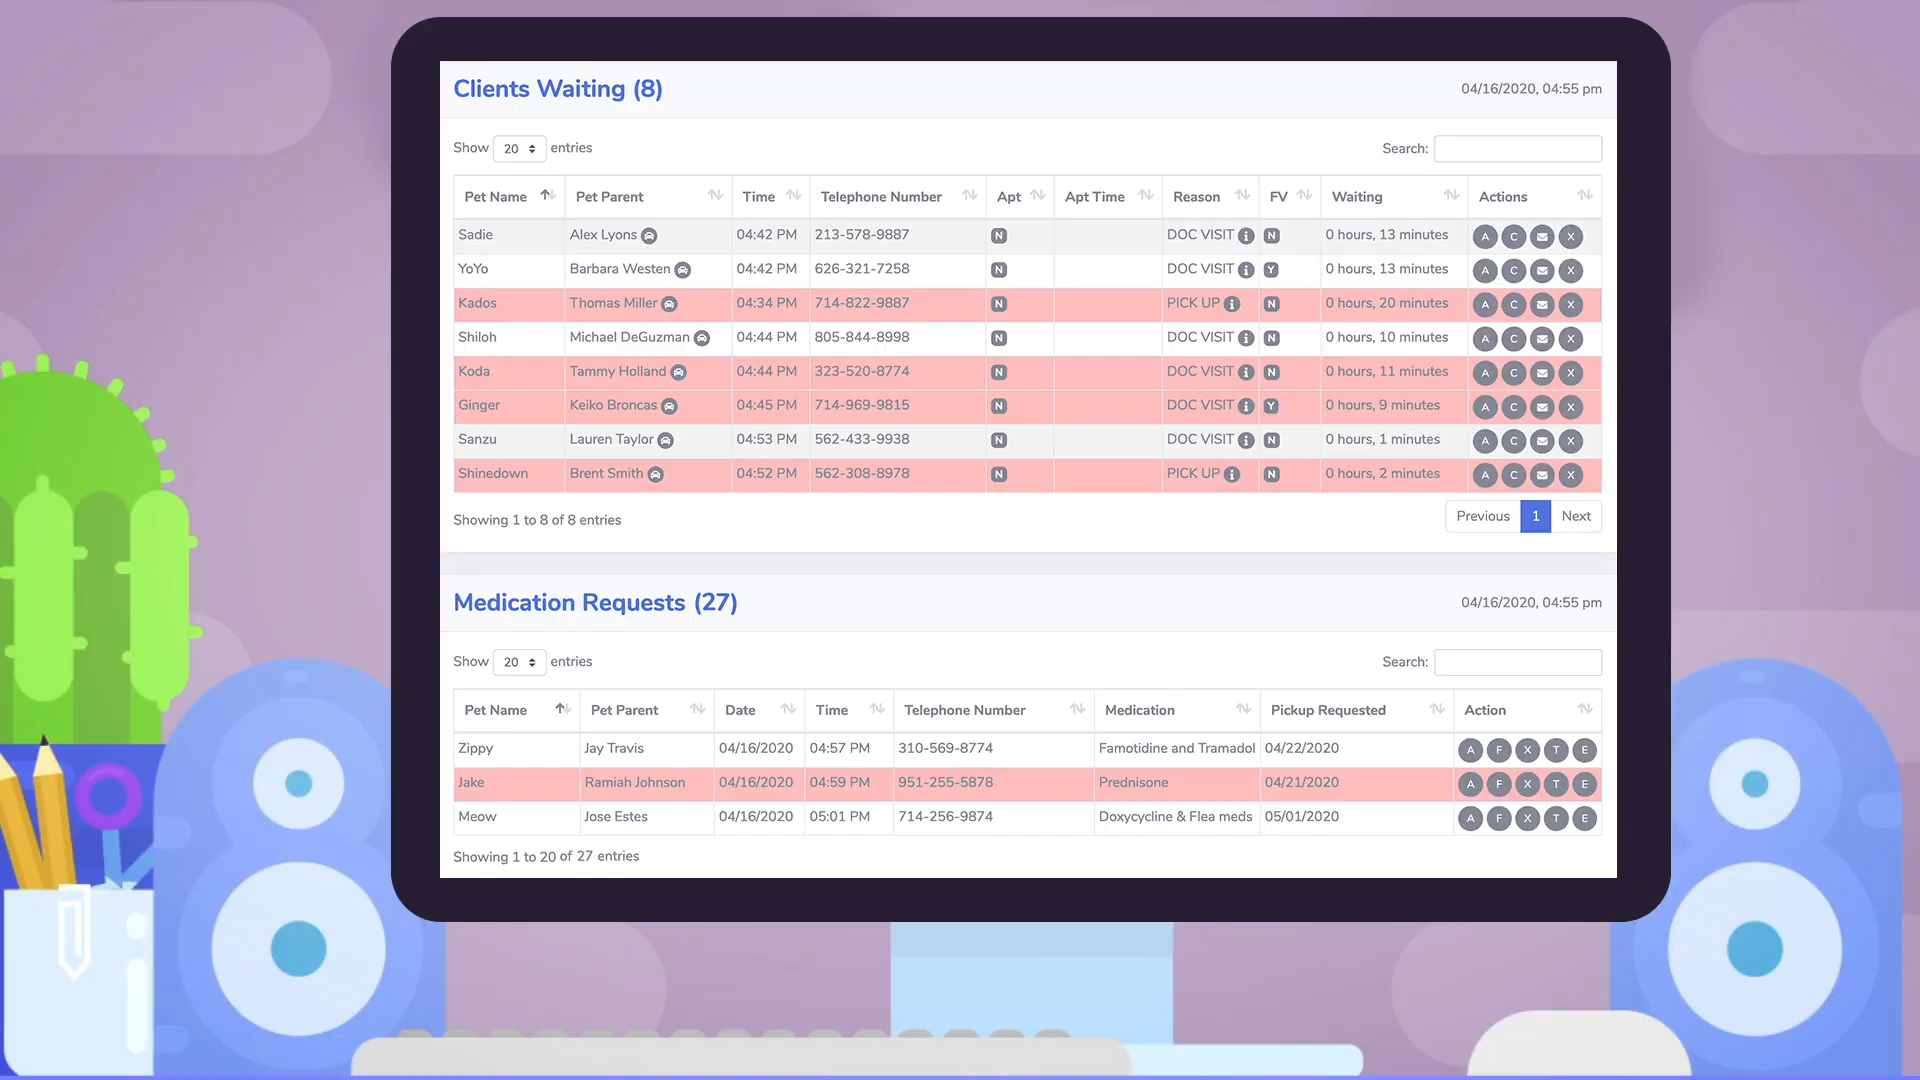 Clients Waiting (8) 04/16/2020, 04:55 pm
Show 20 entries Search:
Pet Name Pet Parent Time Telephone Number Apt Apt Time Reason FV Waiting Actions
Sadie Alex Lyons 04:42 PM 213-578-9887 N DOC VISIT i N 0 hours, 13 minutes A C X
YoYo Barbara Westen 04:42 PM 626-321-7258 N DOC VISIT i Y 0 hours, 13 minutes A C X
Kados Thomas Miller 04:34 PM 714-822-9887 N PICK UP i N 0 hours, 20 minutes A C X
Shiloh Michael DeGuzman 04:44 PM 805-844-8998 N DOC VISIT i N 0 hours, 10 minutes A C X
Koda Tammy Holland 04:44 PM 323-520-8774 N DOC VISIT i N 0 hours, 11 minutes A C X
Ginger Keiko Broncas 04:45 PM 714-969-9815 N DOC VISIT i Y 0 hours, 9 minutes A C X
Sanzu Lauren Taylor 04:53 PM 562-433-9938 N DOC VISIT i N 0 hours, 1 minutes A C X
Shinedown Brent Smith 04:52 PM 562-308-8978 N PICK UP i N 0 hours, 2 minutes A C X
Showing 1 to 8 of 8 entries Previous 1 Next
Medication Requests (27) 04/16/2020, 04:55 pm
Show 20 entries Search:
Pet Name Pet Parent Date Time Telephone Number Medication Pickup Requested Action
Zippy Jay Travis 04/16/2020 04:57 PM 310-569-8774 Famotidine and Tramadol 04/22/2020 A F X T E
Jake Ramiah Johnson 04/16/2020 04:59 PM 951-255-5878 Prednisone 04/21/2020 A F X T E
Meow Jose Estes 04/16/2020 05:01 PM 714-256-9874 Doxycycline & Flea meds 05/01/2020 A F X T E
Showing 1 to 20 of 27 entries